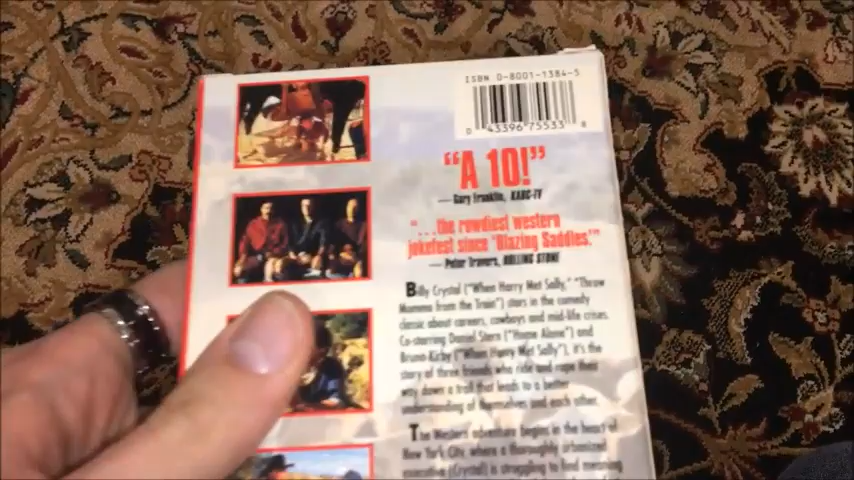 ISBN 0-8001-1384-5
0 43396 75533 8
“A 10!”
— Gary Franklin, KABC-TV
“...the rowdiest western
jokefest since ‘Blazing Saddles.’”
— Peter Travers, ROLLING STONE
Billy Crystal ("When Harry Met Sally," "Throw
Momma from the Train") stars in the comedy
classic about careers, cowboys and mid-life crises.
Co-starring Daniel Stern ("Home Alone") and
Bruno Kirby ("When Harry Met Sally"), it's the
story of three friends who ride and rope their
way down a trail that leads to a better
understanding of themselves and each other.
The Western adventure begins in the heart of
New York City, where a thoroughly urbanized
executive (Crystal) is struggling to find meaning